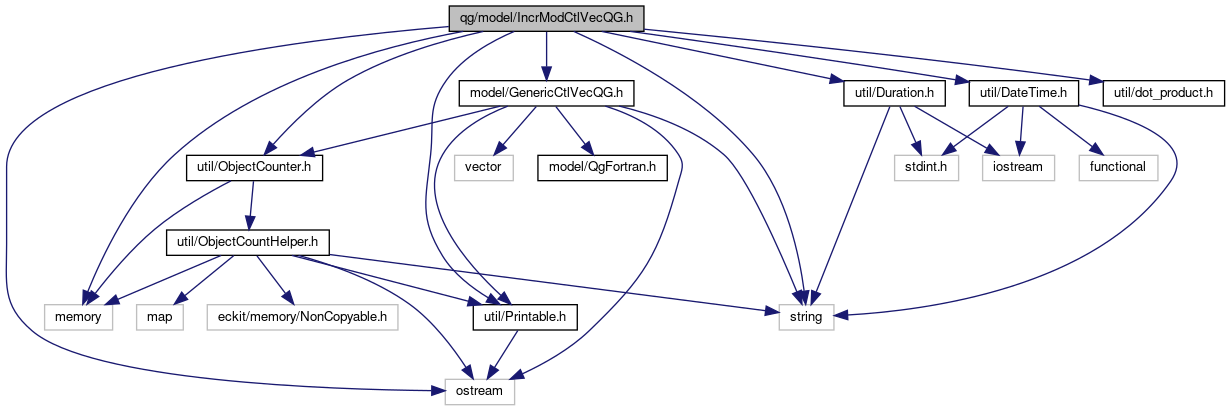 qg/model/IncrModCtlVecQG.h
model/GenericCtlVecQG.h
util/Duration.h
util/DateTime.h
util/dot_product.h
util/ObjectCounter.h
vector
model/QgFortran.h
stdint.h
iostream
functional
util/ObjectCountHelper.h
memory
map
eckit/memory/NonCopyable.h
util/Printable.h
string
ostream